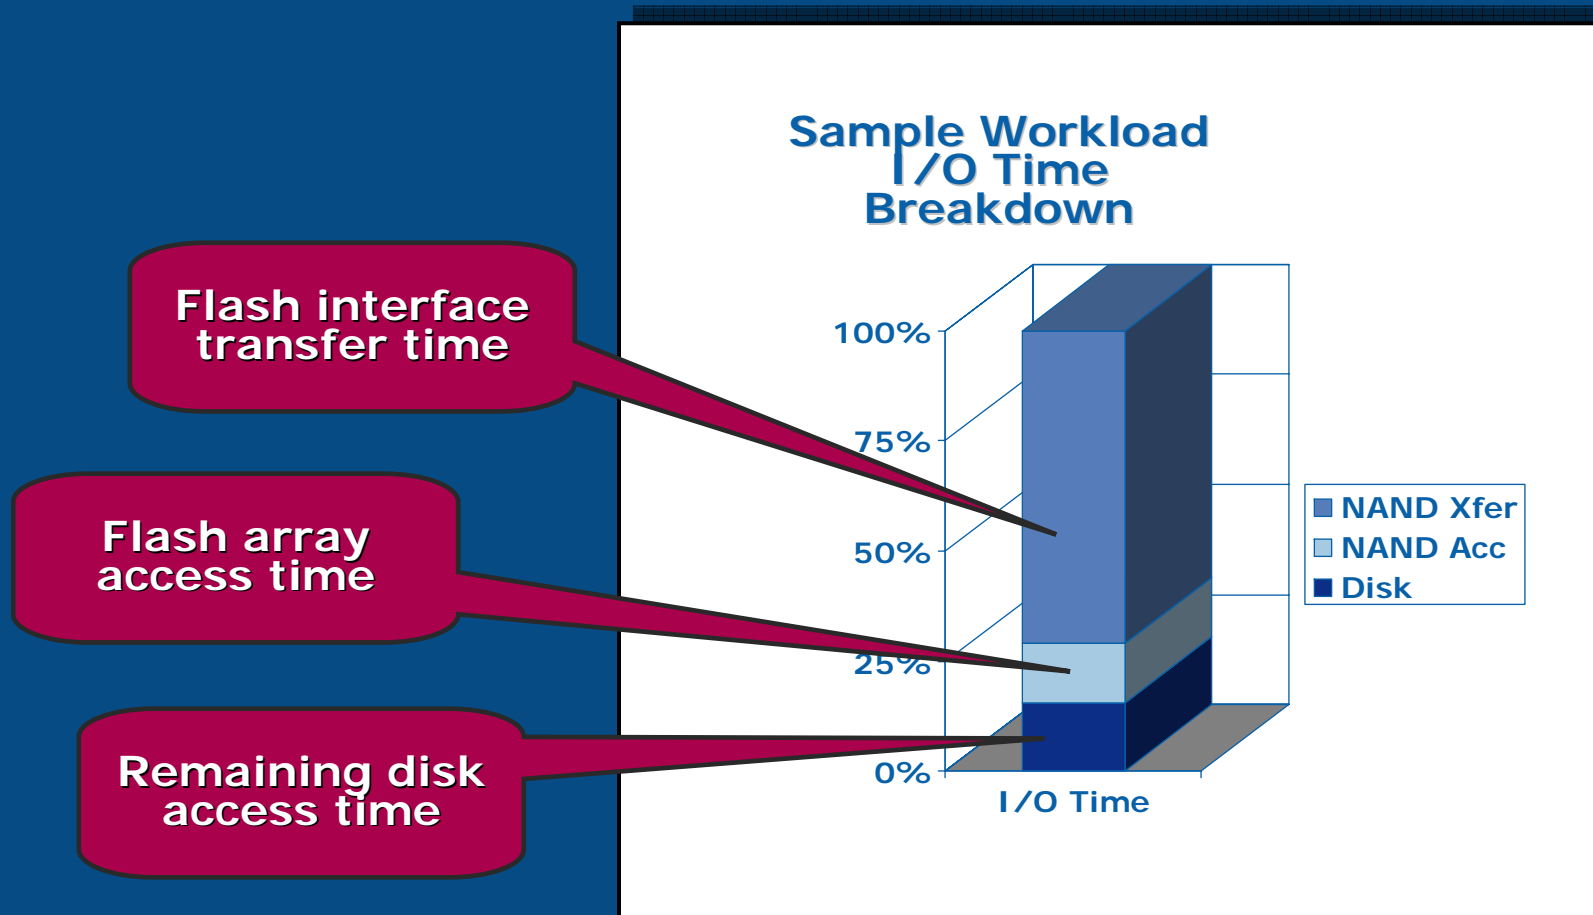 Sample Workload
I/O Time
Breakdown
Flash interface
transfer time
Flash array
access time
Remaining disk
access time
100%
75%
50%
25%
0%
I/O Time
NAND Xfer
NAND Acc
Disk